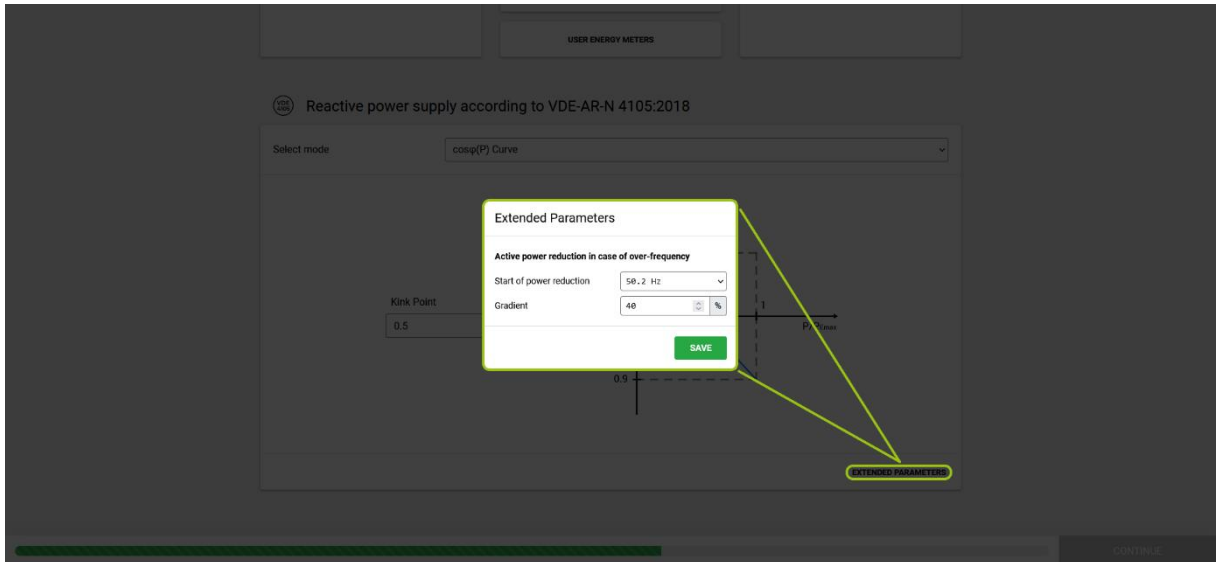 USER ENERGY METERS
VDE
Reactive power supply according to VDE-AR-N 4105:2018
Select mode
cosφ(P) Curve
Extended Parameters
Active power reduction in case of over-frequency
Start of power reduction
50.2 Hz
Kink Point
Gradient
40
%
1
0.5
SAVE
0.9
EXTENDED PARAMETERS
CONTINUE